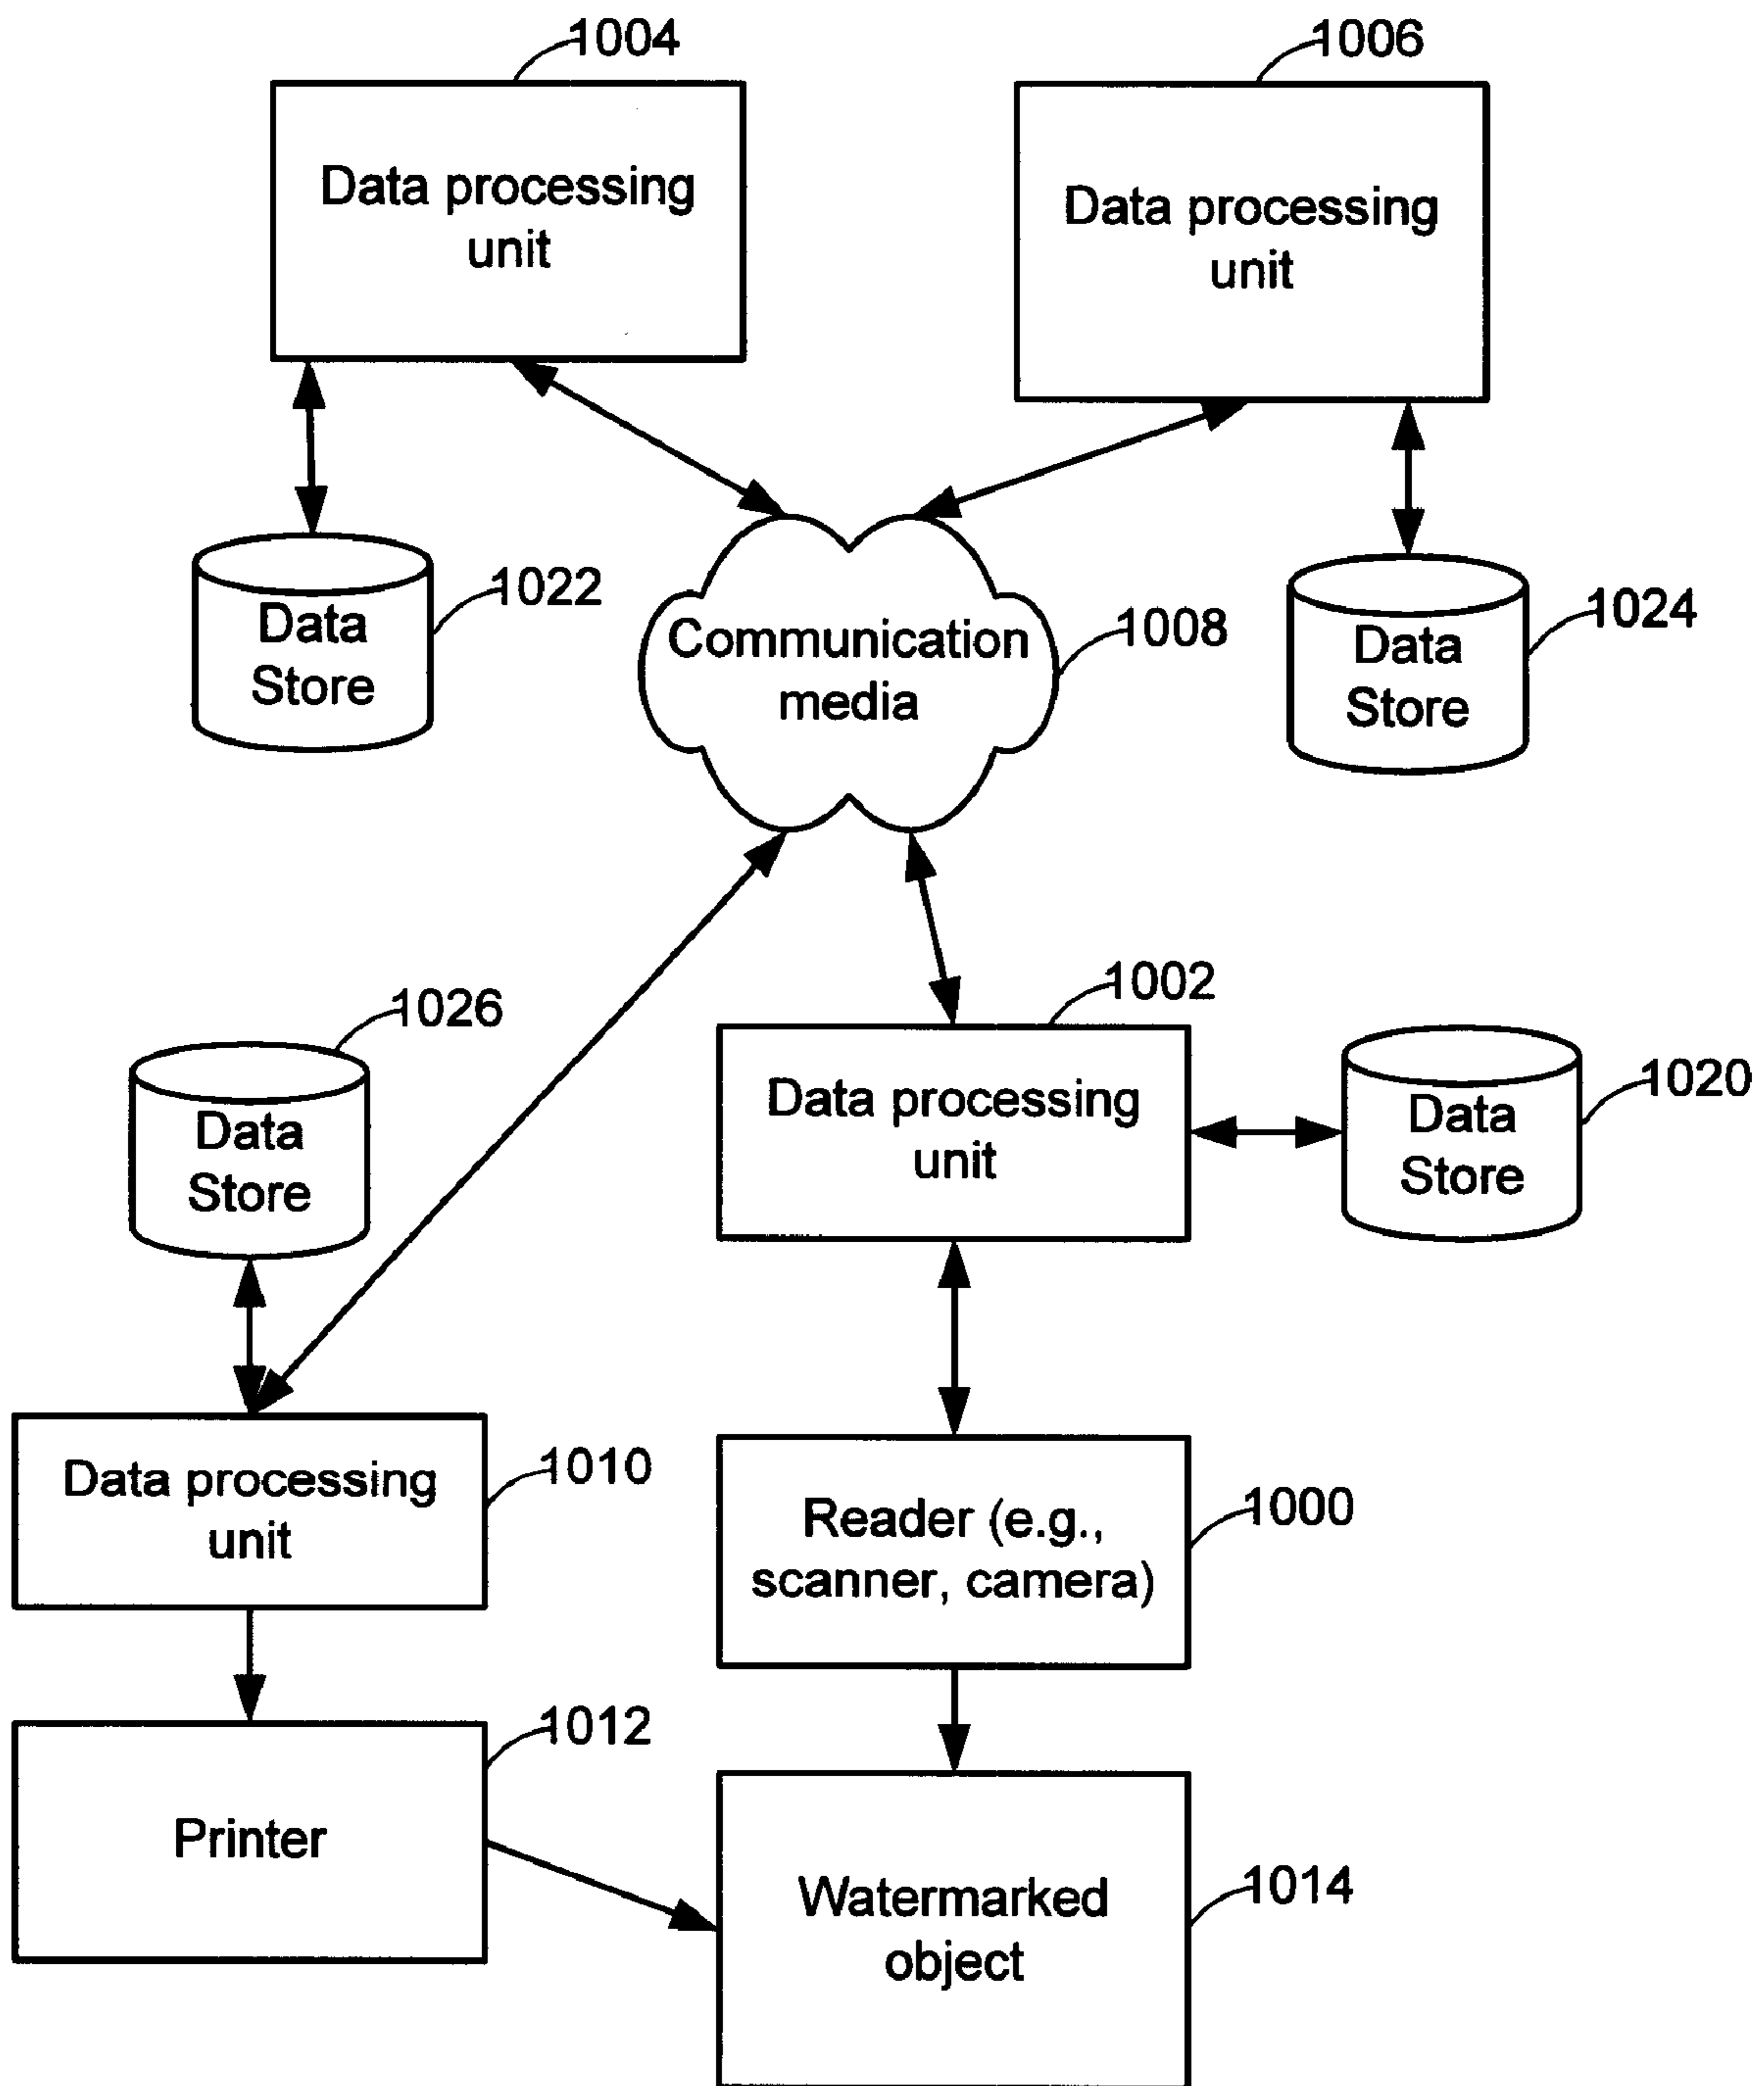 1004
1006
Data processing
unit
Data processing
unit
Data
Store
1022
Communication
media
1008
Data
Store
1024
1026
Data
Store
1002
Data processing
unit
Data
Store
1020
Data processing
unit
1010
Reader (e.g.,
scanner, camera)
1000
Printer
1012
Watermarked
object
1014